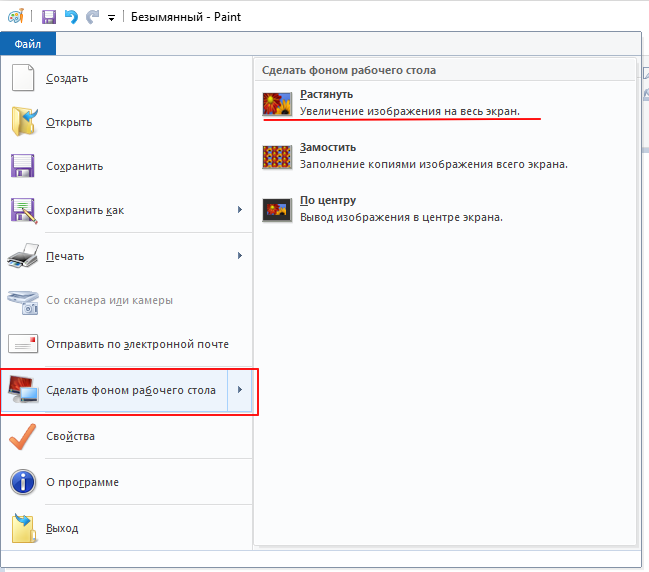 Безымянный - Paint
Файл
Создать
Открыть
Сохранить
Сохранить как
Печать
Со сканера или камеры
Отправить по электронной почте
Сделать фоном рабочего стола
Свойства
О программе
Выход
Сделать фоном рабочего стола
Растянуть
Увеличение изображения на весь экран.
Замостить
Заполнение копиями изображения всего экрана.
По центру
Вывод изображения в центре экрана.